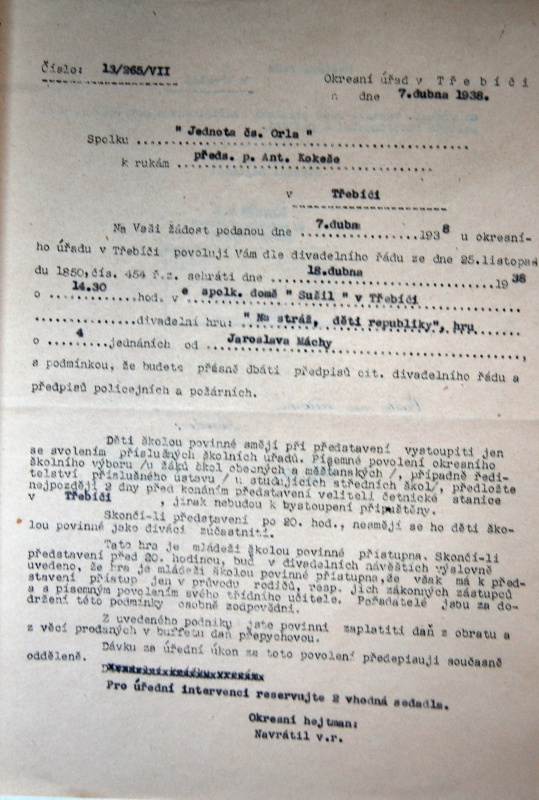 Číslo: 13/265/VII
Okresní úřad v Třebíči
dne 7.dubna 1938.
Spolku " Jednota čs. Orla "
k rukám předs. p. Ant. Kokeše
v Třebíči
Na Vaši žádost podanou dne 7.dubn 1938 u okresní-
ho úřadu v Třebíči povoluji Vám dle divadelního řádu ze dne 25.listopad
du 1850,čís. 454 ř.z. sehráti dne 18.dubna 1938
o 14.30 hod. v e spolk. domě " Sušil " v Třebíči
divadelní hru: " Na stráž, děti republiky", hru
o 4 jednáních od Jaroslava Máchy ,
s podmínkou, že budete přísně dbáti předpisů cit. divadelního řádu a
předpisů policejních a požárních.
Děti školou povinné smějí při představení vystoupiti jen
se svolením příslušných školních úřadů. Písemné povolení okresního
školního výboru /u žáků škol obecných a měšťanských /, případně ředi-
telství příslušného ústavu / u studujících středních škol/, předložte
nejpozději 2 dny před konáním představení veliteli četnické stanice
v Třebíči , jinak nebudou k bystoupení připuštěny.
Skončí-li představení po 20. hod., nesmějí se ho děti ško-
lou povinné jako diváci zúčastniti.
Tato hra je mládeži školou povinné přístupna. Skončí-li
představení před 20. hodinou, buď v divadelních návěštích výslovně
uvedeno, že hra je mládeži školou povinné přístupna,že však má k před-
stavení přístup jen v průvodu rodičů, resp. jich zákonných zástupců
a s písemným povolením svého třídního učitele. Pořadatelé jsou za do-
držení této podmínky osobně zodpovědni.
Z uvedeného podniku jste povinni zaplatiti daň z obratu a
z věcí prodaných v buffetu daň přepychovou.
Dávku za úřední úkon za toto povolení předepisuji současně
odděleně.
Pro úřední intervenci reservujte 2 vhodná sedadla.
Okresní hejtman:
Navrátil v.r.